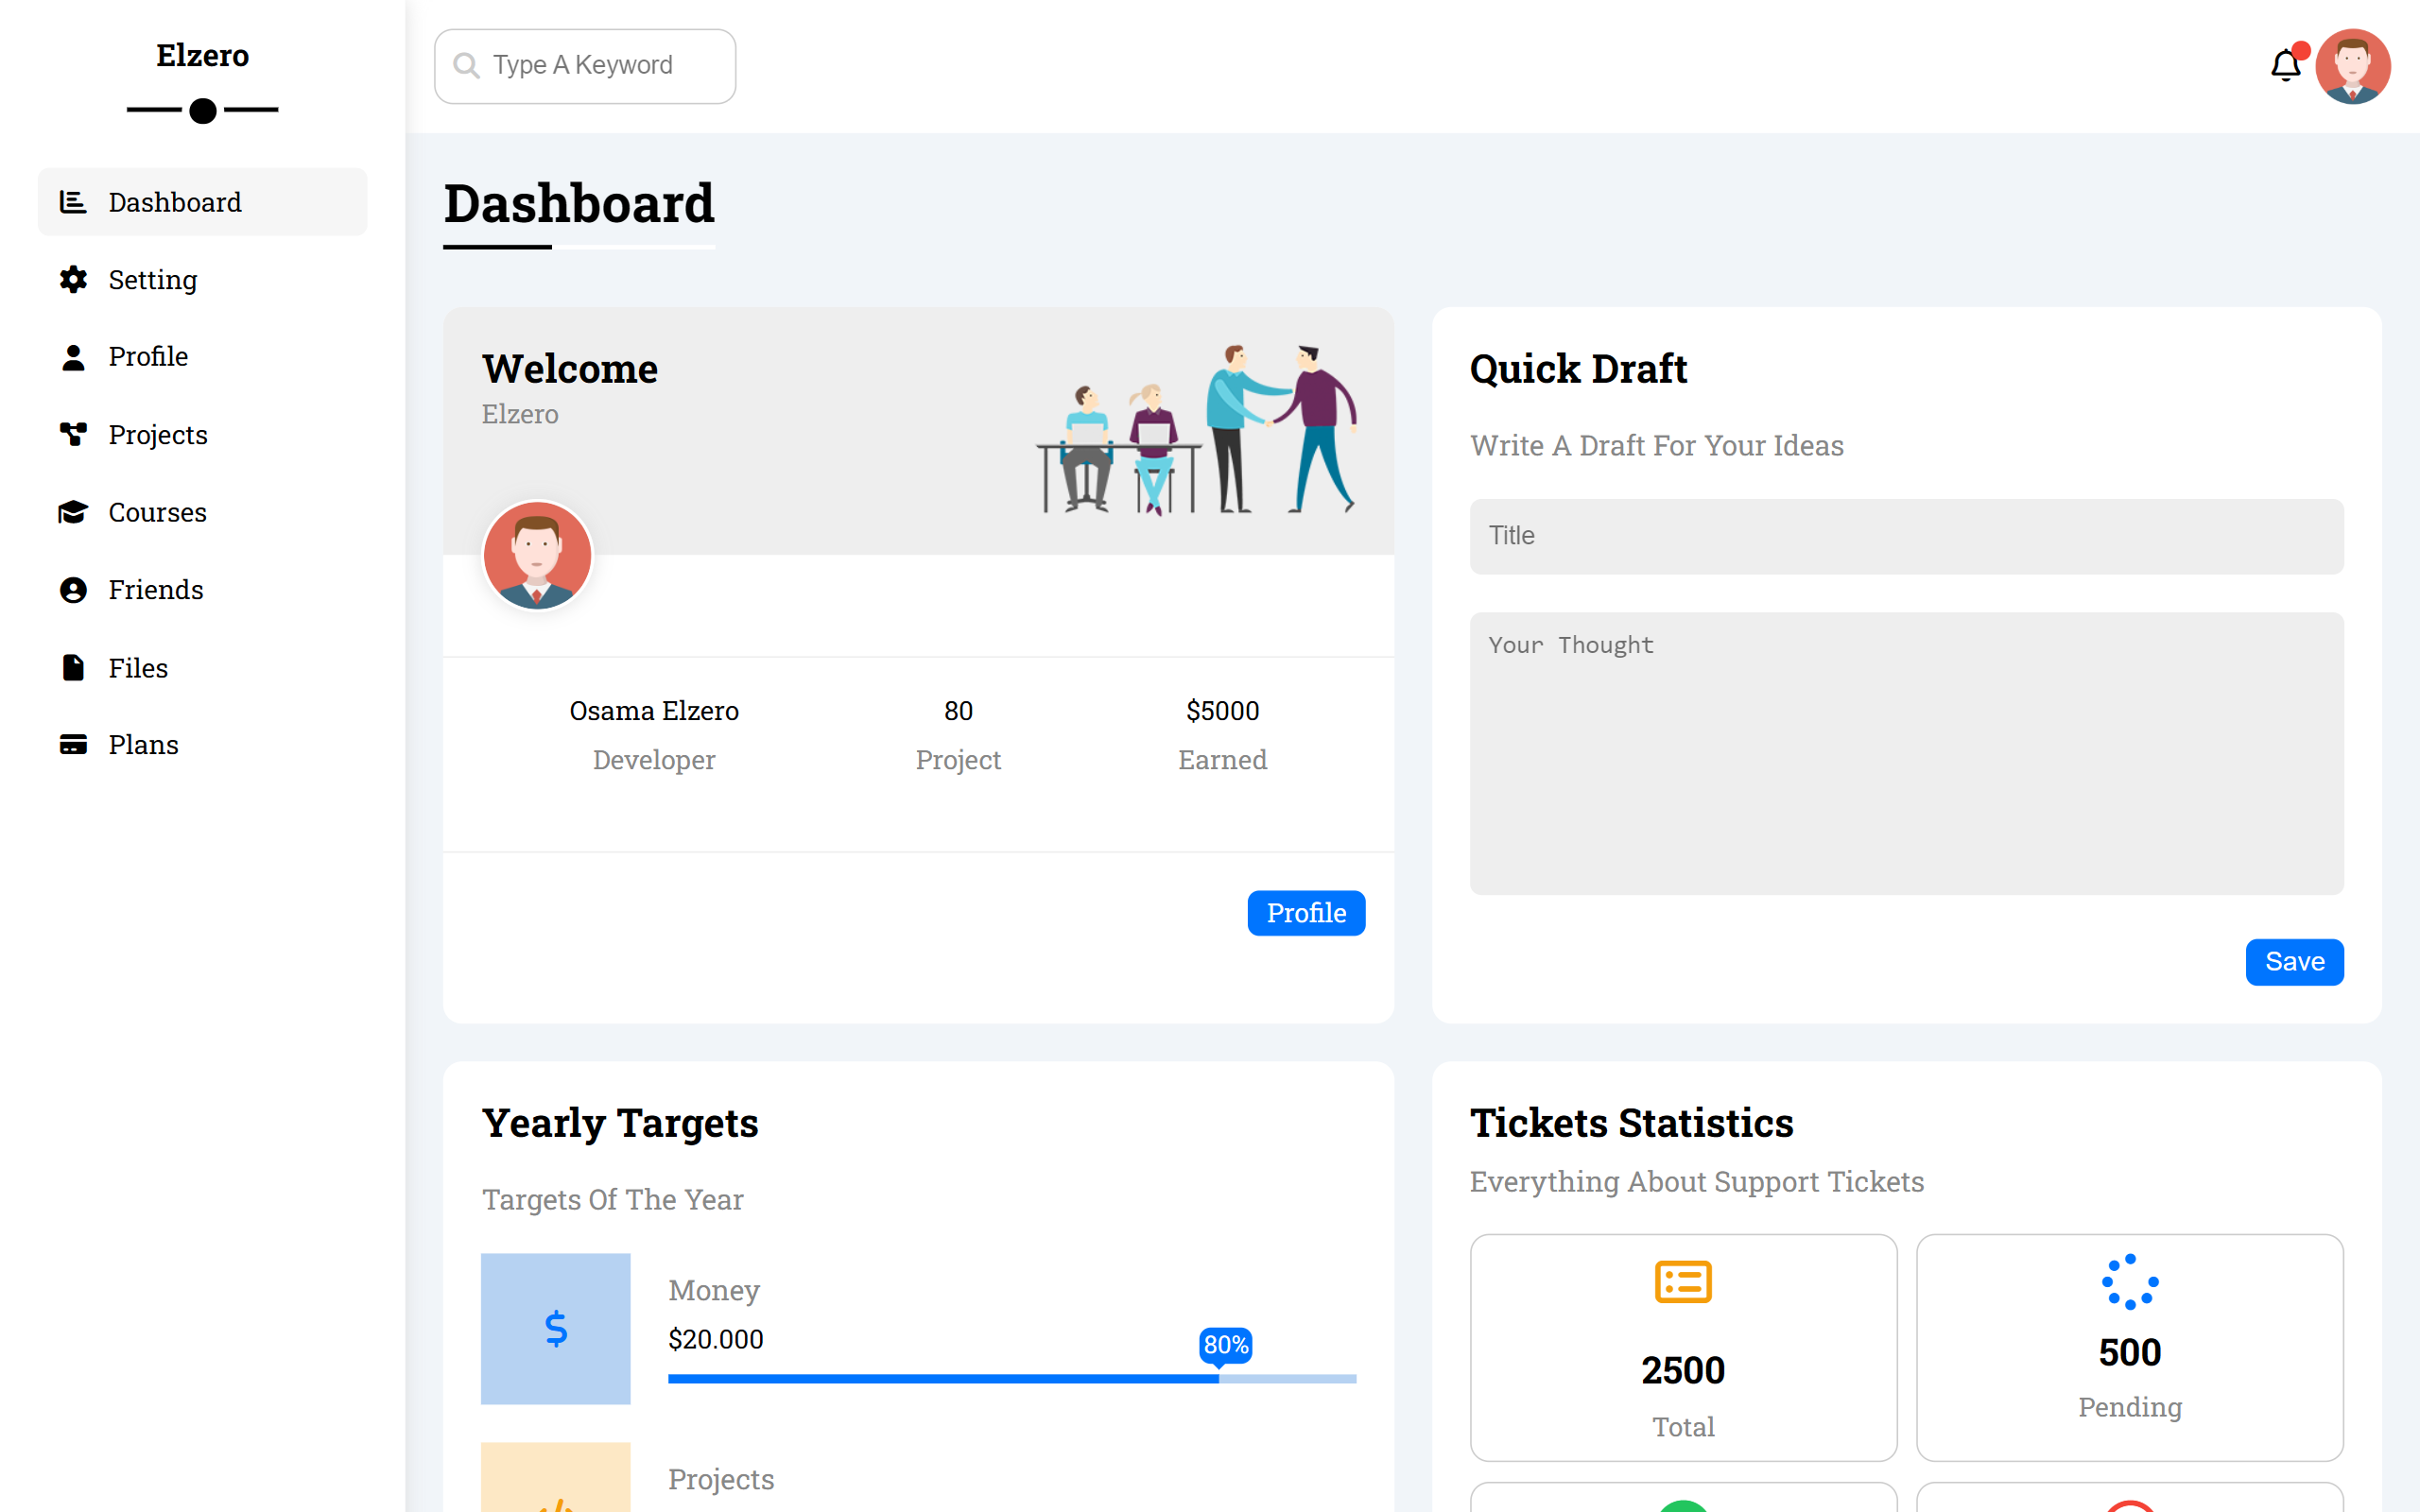 Elzero
Dashboard
Setting
Profile
Projects
Courses
Friends
Files
Plans
Type A Keyword
Dashboard
Welcome
Elzero
Osama Elzero
Developer
80
Project
$5000
Earned
Profile
Quick Draft
Write A Draft For Your Ideas
Title
Your Thought
Save
Yearly Targets
Targets Of The Year
$
Money
$20.000
80%
Projects
Tickets Statistics
Everything About Support Tickets
2500
Total
500
Pending